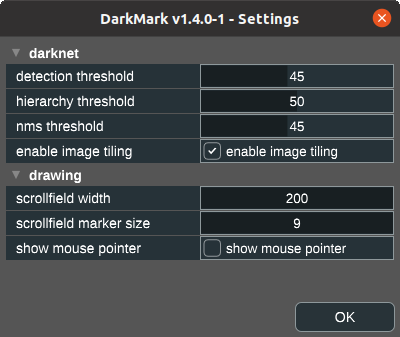 DarkMark v1.4.0-1 - Settings
darknet
detection threshold 45
hierarchy threshold 50
nms threshold 45
enable image tiling enable image tiling
drawing
scrollfield width 200
scrollfield marker size 9
show mouse pointer show mouse pointer
OK